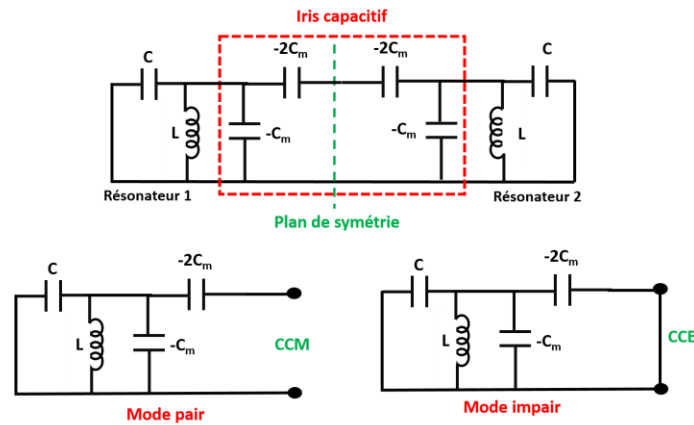 Iris capacitif
-2Cm -2Cm
C C
L -Cm -Cm L
Résonateur 1 Résonateur 2
Plan de symétrie
C -2Cm
L -Cm CCM
Mode pair
C -2Cm
L -Cm CCE
Mode impair